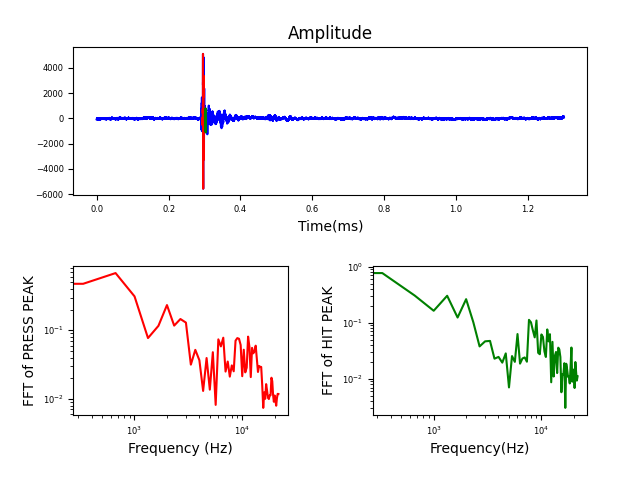 Amplitude
4000
2000
0
−2000
−4000
−6000
0.0 0.2 0.4 0.6 0.8 1.0 1.2
Time(ms)
FFT of PRESS PEAK
10⁻¹
10⁻²
10³ 10⁴
Frequency (Hz)
FFT of HIT PEAK
10⁰
10⁻¹
10⁻²
10³ 10⁴
Frequency(Hz)